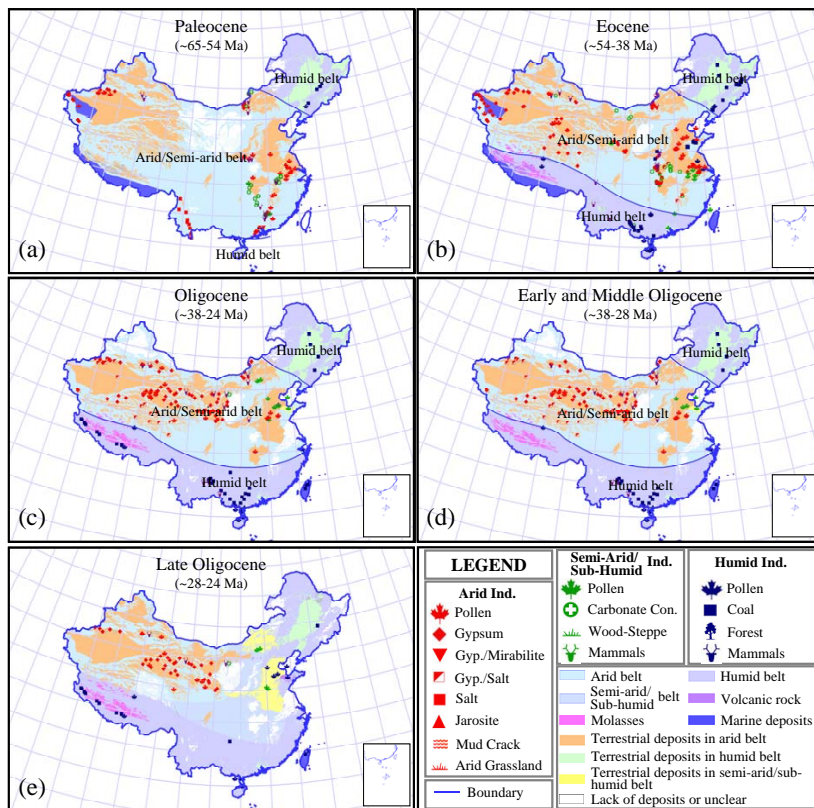 Paleocene
(~65-54 Ma)
Humid belt
Arid/Semi-arid belt
(a)
Humid belt
Eocene
(~54-38 Ma)
Humid belt
Arid/Semi-arid belt
Humid belt
(b)
Oligocene
(~38-24 Ma)
Humid belt
Arid/Semi-arid belt
Humid belt
(c)
Early and Middle Oligocene
(~38-28 Ma)
Humid belt
Arid/Semi-arid belt
Humid belt
(d)
Late Oligocene
(~28-24 Ma)
(e)
LEGEND
Arid Ind.
Pollen
Gypsum
Gyp./Mirabilite
Gyp./Salt
Salt
Jarosite
Mud Crack
Arid Grassland
Boundary
Semi-Arid/ Ind.
Sub-Humid
Pollen
Carbonate Con.
Wood-Steppe
Mammals
Humid Ind.
Pollen
Coal
Forest
Mammals
Arid belt
Semi-arid/ belt
Sub-humid
Molasses
Humid belt
Volcanic rock
Marine deposits
Terrestrial deposits in arid belt
Terrestrial deposits in humid belt
Terrestrial deposits in semi-arid/sub-
humid belt
Lack of deposits or unclear